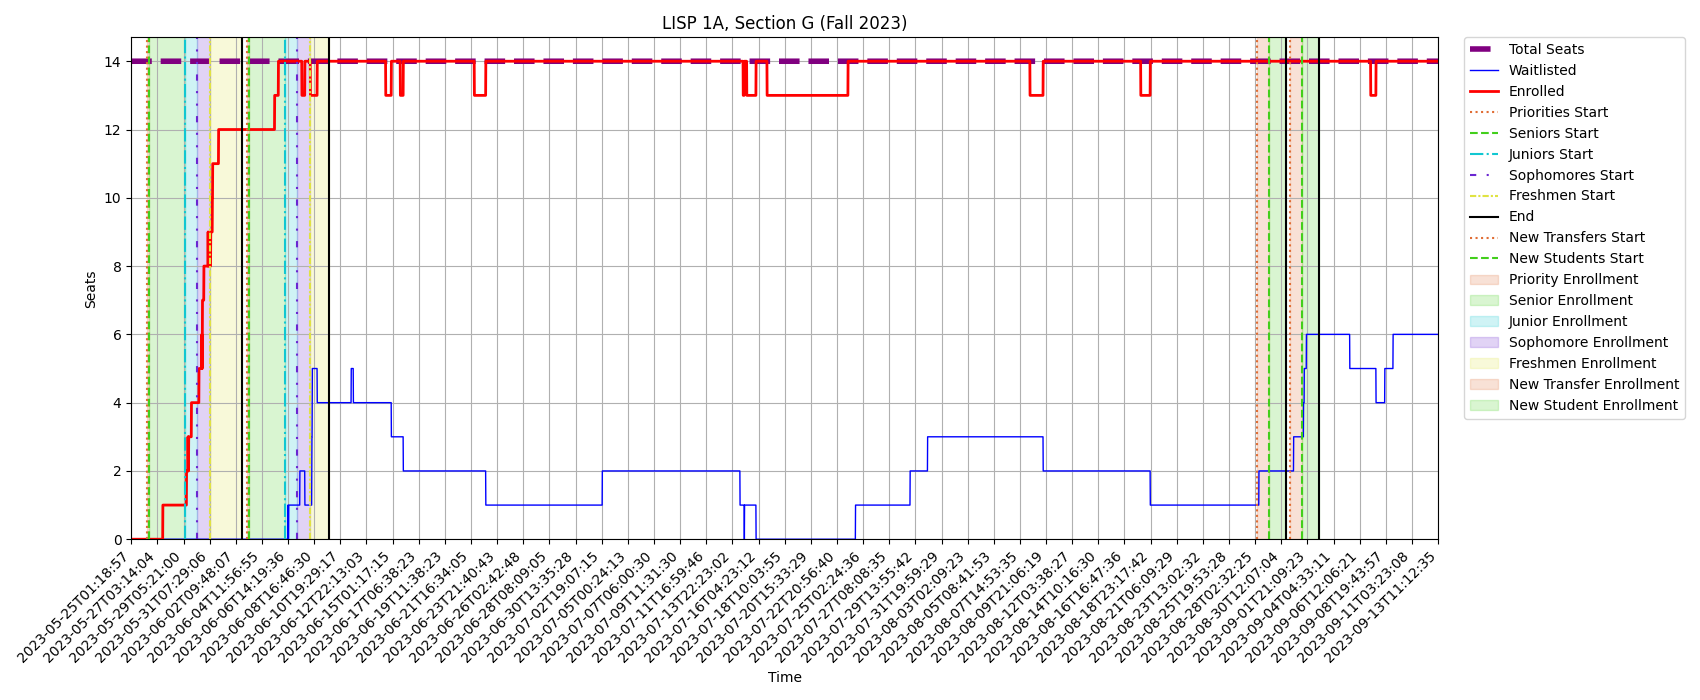 LISP 1A, Section G (Fall 2023)
Seats
14
12
10
8
6
4
2
0
2023-05-25T01:18:57
2023-05-27T03:14:04
2023-05-29T05:21:00
2023-05-31T07:29:06
2023-06-02T09:48:07
2023-06-04T11:56:55
2023-06-06T14:19:36
2023-06-08T16:46:30
2023-06-10T19:29:17
2023-06-12T22:13:03
2023-06-15T01:17:15
2023-06-17T06:38:23
2023-06-19T11:38:23
2023-06-21T16:34:05
2023-06-23T21:40:43
2023-06-26T02:42:48
2023-06-28T08:09:05
2023-06-30T13:35:28
2023-07-02T19:07:15
2023-07-05T00:24:13
2023-07-07T06:00:30
2023-07-09T11:31:30
2023-07-11T16:59:46
2023-07-13T22:23:02
2023-07-16T04:23:12
2023-07-18T10:03:55
2023-07-20T15:33:29
2023-07-22T20:56:40
2023-07-25T02:24:36
2023-07-27T08:08:35
2023-07-29T13:55:42
2023-07-31T19:59:29
2023-08-03T02:09:23
2023-08-05T08:41:53
2023-08-07T14:53:35
2023-08-09T21:06:19
2023-08-12T03:38:27
2023-08-14T10:16:30
2023-08-16T16:47:36
2023-08-18T23:17:42
2023-08-21T06:09:29
2023-08-23T13:02:32
2023-08-25T19:53:28
2023-08-28T02:32:25
2023-08-30T12:07:04
2023-09-01T21:09:23
2023-09-04T04:33:11
2023-09-06T12:06:21
2023-09-08T19:43:57
2023-09-11T03:23:08
2023-09-13T11:12:35
Time
Total Seats
Waitlisted
Enrolled
Priorities Start
Seniors Start
Juniors Start
Sophomores Start
Freshmen Start
End
New Transfers Start
New Students Start
Priority Enrollment
Senior Enrollment
Junior Enrollment
Sophomore Enrollment
Freshmen Enrollment
New Transfer Enrollment
New Student Enrollment